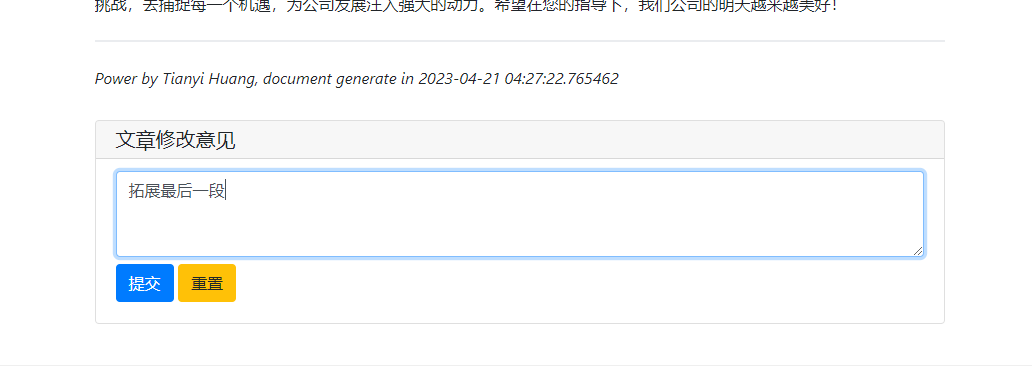 挑战，去捕捉每一个机遇，为公司发展注入强大的动力。希望在您的指导下，我们公司的明天越来越美好！
Power by Tianyi Huang, document generate in 2023-04-21 04:27:22.765462
文章修改意见
拓展最后一段
提交 重置